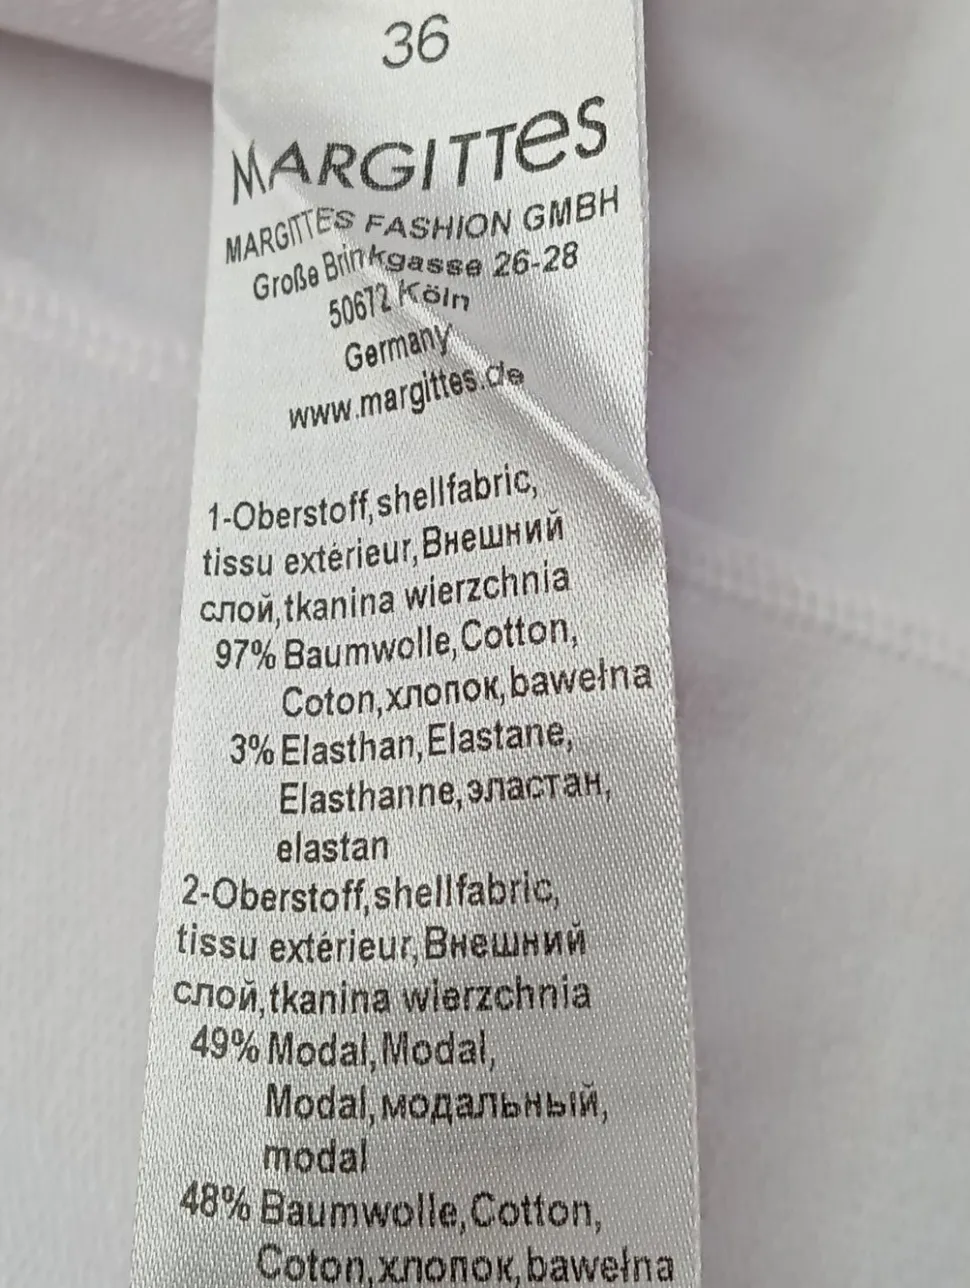 36
MARGITTes
MARGITTES FASHION GMBH
Große Brinkgasse 26-28
50672 Köln
Germany
www.margittes.de
1-Oberstoff,shellfabric,
tissu extérieur,Внешний
слой,tkanina wierzchnia
97% Baumwolle,Cotton,
Coton,хлопок,bawełna
3% Elasthan,Elastane,
Elasthanne,эластан,
elastan
2-Oberstoff,shellfabric,
tissu extérieur,Внешний
слой,tkanina wierzchnia
49% Modal,Modal,
Modal,модальный,
modal
48% Baumwolle,Cotton,
Coton,хлопок,bawełna